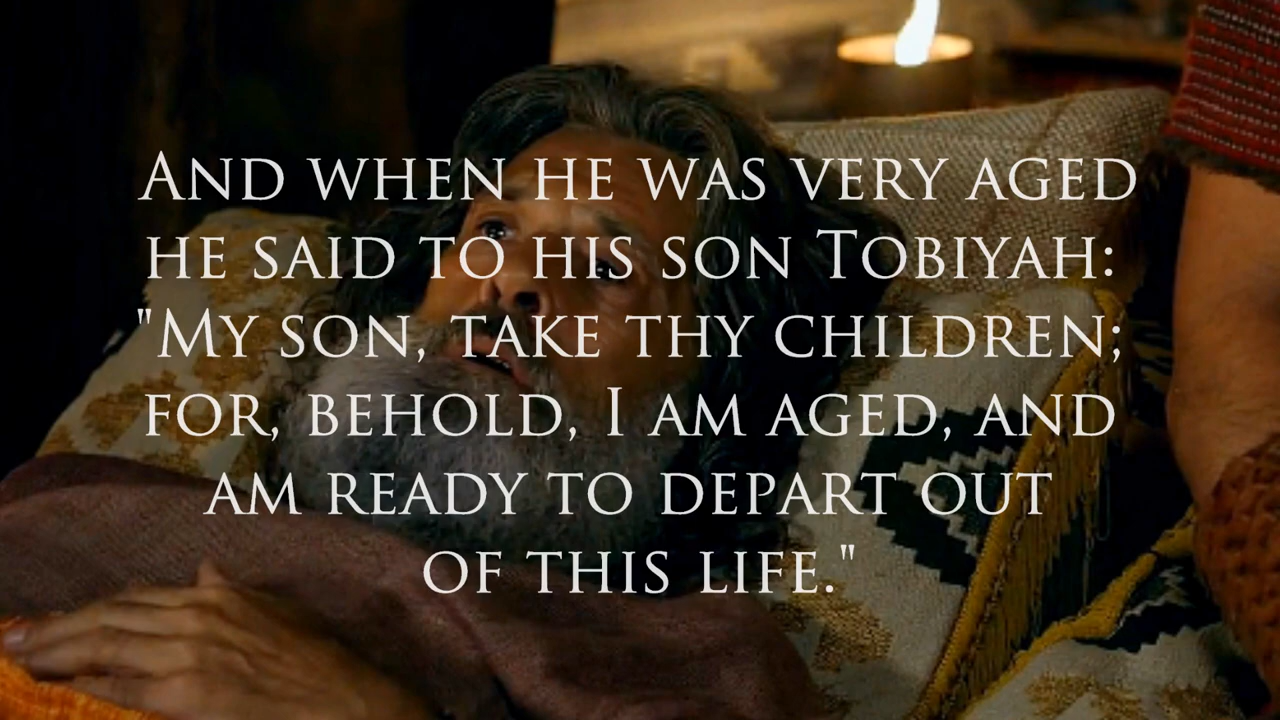 And when he was very aged
he said to his son Tobiyah:
"My son, take thy children;
for, behold, I am aged, and
am ready to depart out
of this life."